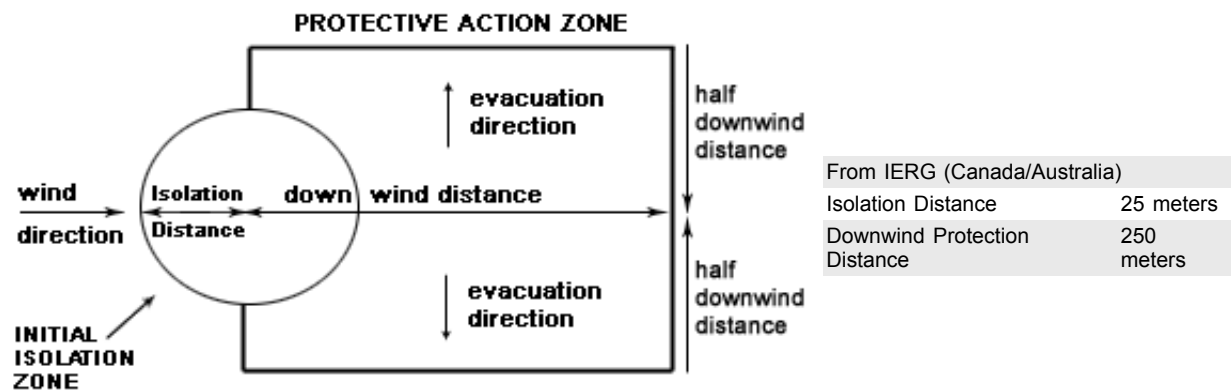 PROTECTIVE ACTION ZONE
evacuation
direction
half
downwind
distance
wind
direction
Isolation
Distance
down wind distance
evacuation
direction
half
downwind
distance
INITIAL
ISOLATION
ZONE
From IERG (Canada/Australia)
Isolation Distance 25 meters
Downwind Protection 250
Distance meters